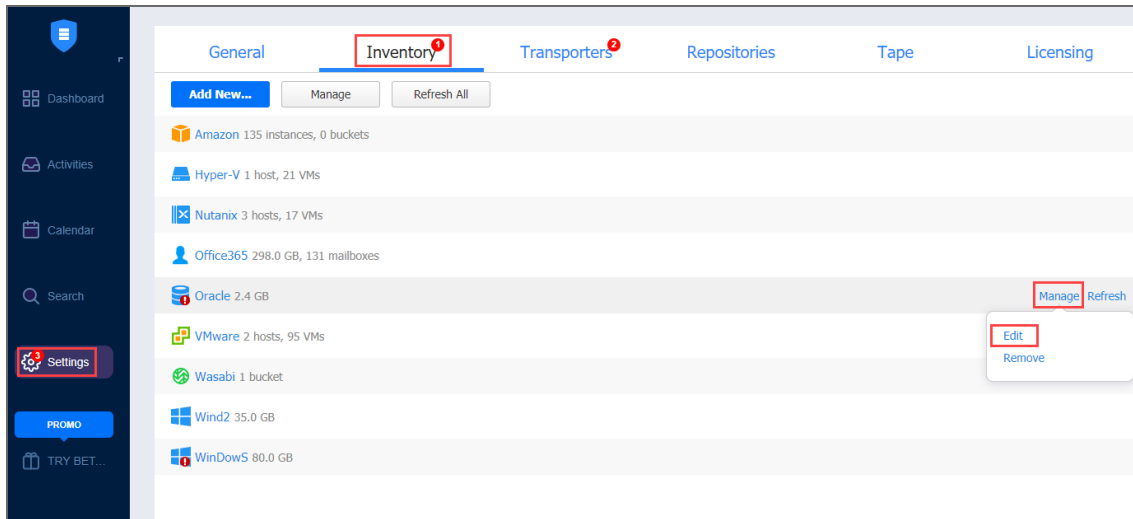 General
Inventory 1
Transporters 2
Repositories
Tape
Licensing
Dashboard
Activities
Calendar
Search
3 Settings
PROMO
TRY BET...
Add New...
Manage
Refresh All
Amazon 135 instances, 0 buckets
Hyper-V 1 host, 21 VMs
Nutanix 3 hosts, 17 VMs
Office365 298.0 GB, 131 mailboxes
Oracle 2.4 GB
Manage Refresh
Edit
Remove
VMware 2 hosts, 95 VMs
Wasabi 1 bucket
Wind2 35.0 GB
WinDowS 80.0 GB